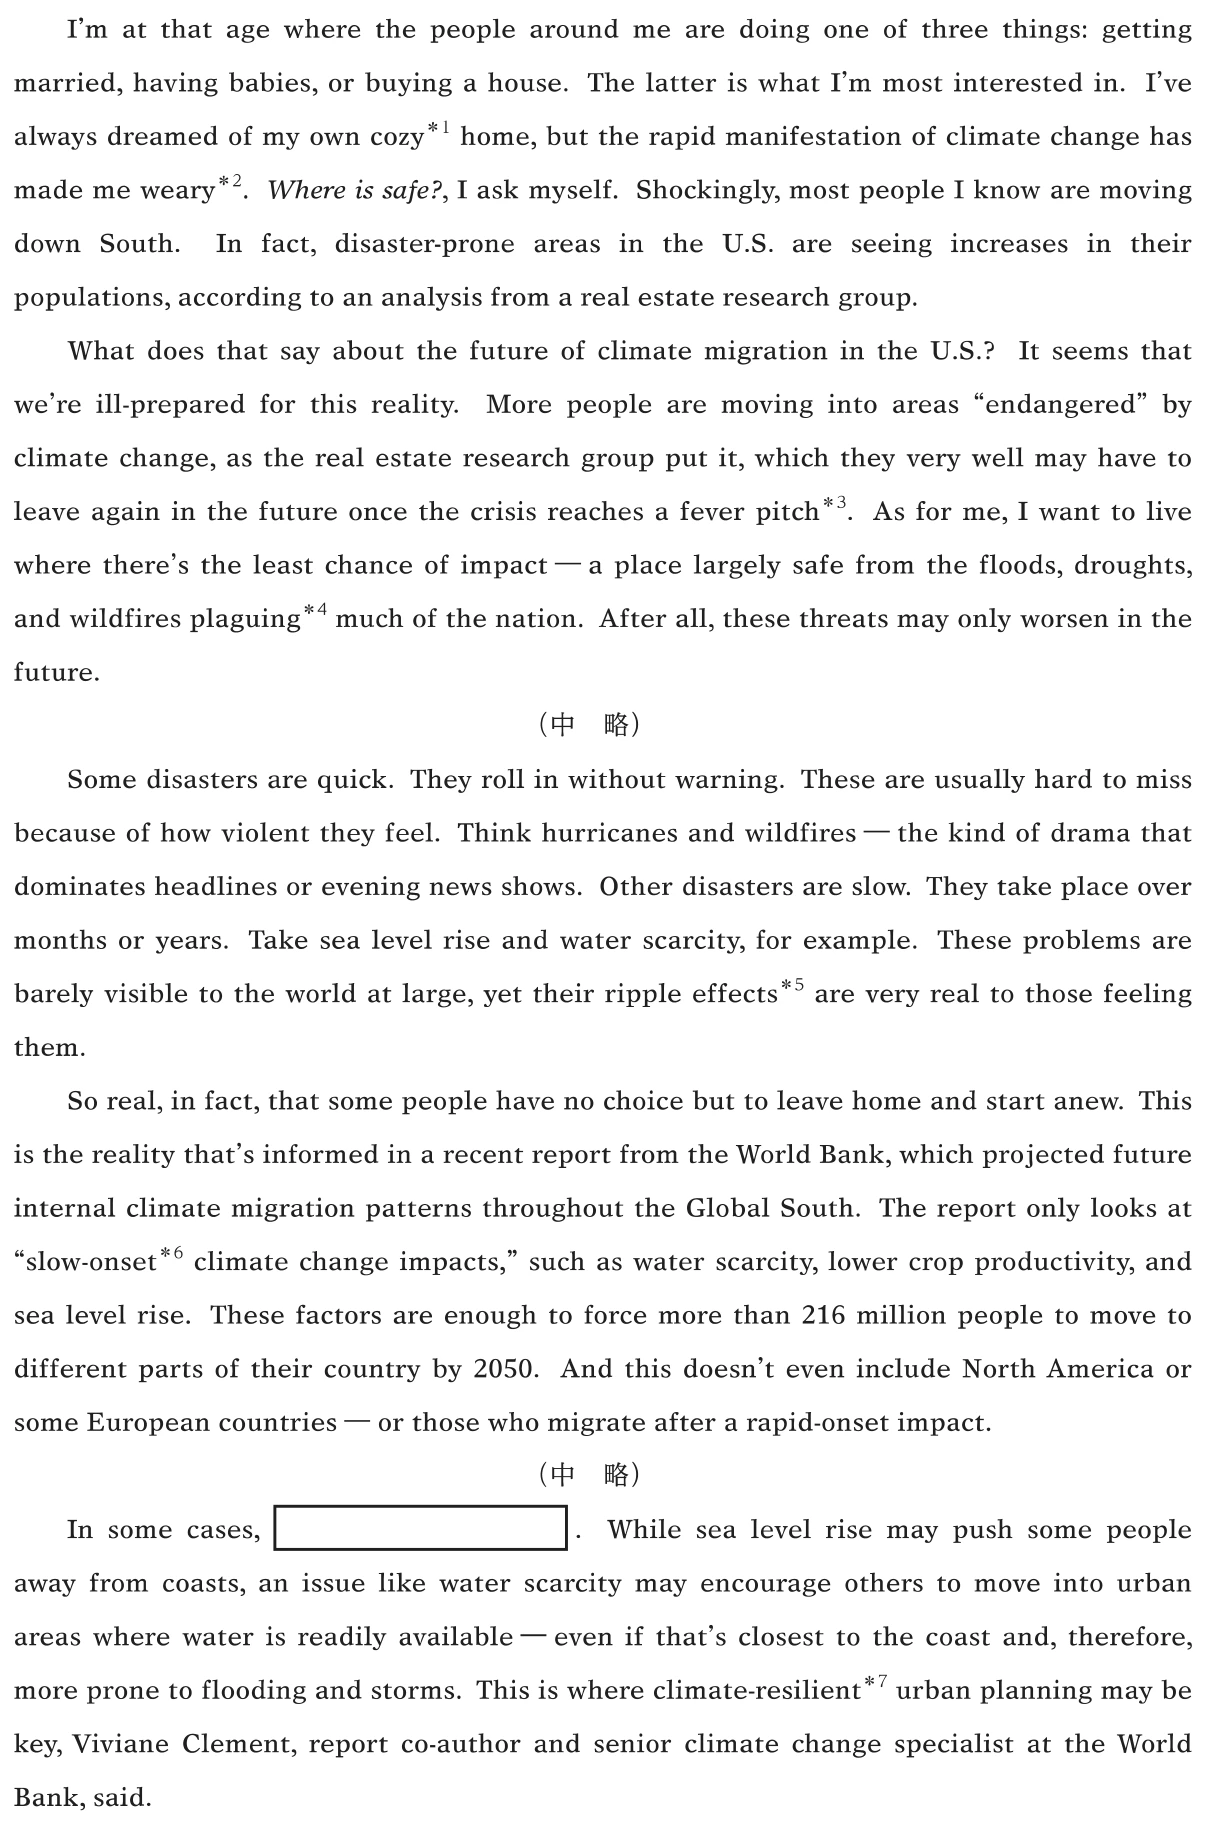 I’m at that age where the people around me are doing one of three things: getting
married, having babies, or buying a house. The latter is what I’m most interested in. I’ve
always dreamed of my own cozy*1 home, but the rapid manifestation of climate change has
made me weary*2. Where is safe?, I ask myself. Shockingly, most people I know are moving
down South. In fact, disaster-prone areas in the U.S. are seeing increases in their
populations, according to an analysis from a real estate research group.
What does that say about the future of climate migration in the U.S.? It seems that
we’re ill-prepared for this reality. More people are moving into areas “endangered” by
climate change, as the real estate research group put it, which they very well may have to
leave again in the future once the crisis reaches a fever pitch*3. As for me, I want to live
where there’s the least chance of impact — a place largely safe from the floods, droughts,
and wildfires plaguing*4 much of the nation. After all, these threats may only worsen in the
future.
(中 略)
Some disasters are quick. They roll in without warning. These are usually hard to miss
because of how violent they feel. Think hurricanes and wildfires — the kind of drama that
dominates headlines or evening news shows. Other disasters are slow. They take place over
months or years. Take sea level rise and water scarcity, for example. These problems are
barely visible to the world at large, yet their ripple effects*5 are very real to those feeling
them.
So real, in fact, that some people have no choice but to leave home and start anew. This
is the reality that’s informed in a recent report from the World Bank, which projected future
internal climate migration patterns throughout the Global South. The report only looks at
“slow-onset*6 climate change impacts,” such as water scarcity, lower crop productivity, and
sea level rise. These factors are enough to force more than 216 million people to move to
different parts of their country by 2050. And this doesn’t even include North America or
some European countries — or those who migrate after a rapid-onset impact.
(中 略)
In some cases, . While sea level rise may push some people
away from coasts, an issue like water scarcity may encourage others to move into urban
areas where water is readily available — even if that’s closest to the coast and, therefore,
more prone to flooding and storms. This is where climate-resilient*7 urban planning may be
key, Viviane Clement, report co-author and senior climate change specialist at the World
Bank, said.